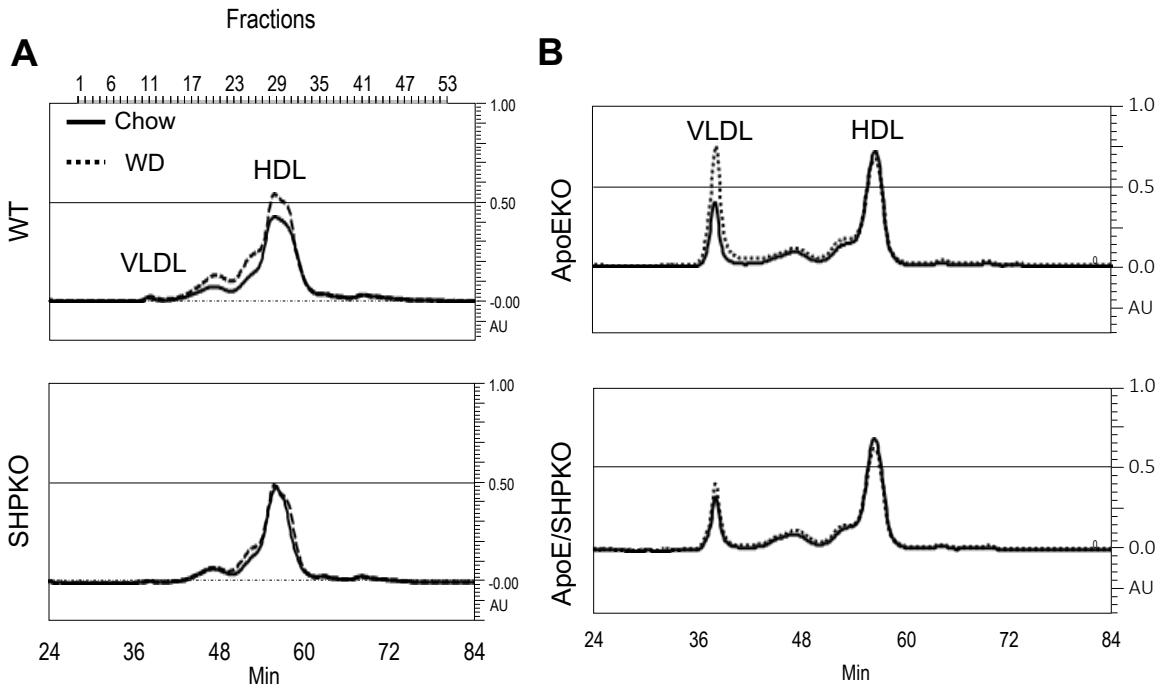 Fractions
A
1 6 11 17 23 29 35 41 47 53
Chow
WD
VLDL
HDL
WT
1.00
0.50
-0.00
AU
SHPKO
1.00
0.50
-0.00
AU
24 36 48 60 72 84
Min
B
VLDL
HDL
ApoEKO
1.0
0.5
0
0.0
AU
ApoE/SHPKO
1.0
0.5
0
0.0
AU
24 36 48 60 72 84
Min